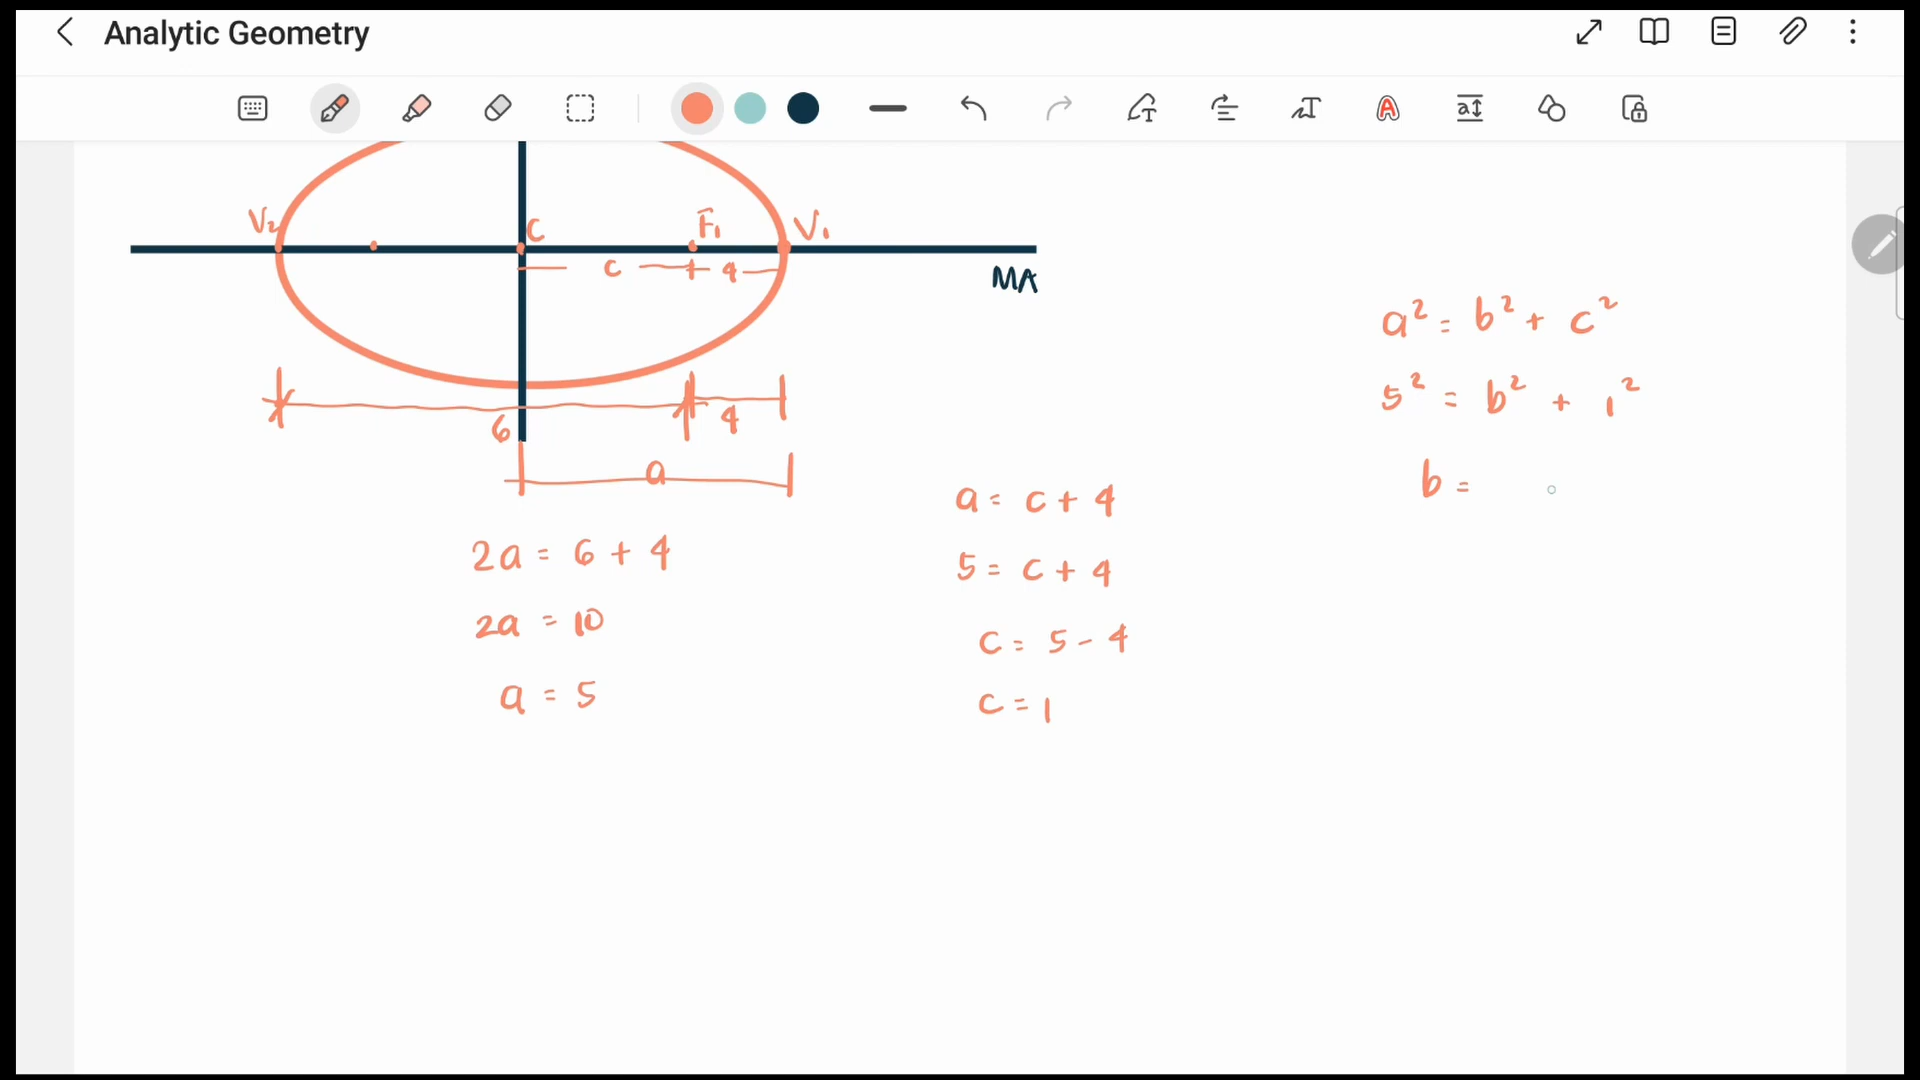 Analytic Geometry
V₂ C F₁ V₁
c 4
MA
6 4
a
2a = 6 + 4
2a = 10
a = 5
a = c + 4
5 = c + 4
c = 5 - 4
c = 1
a² = b² + c²
5² = b² + 1²
b =